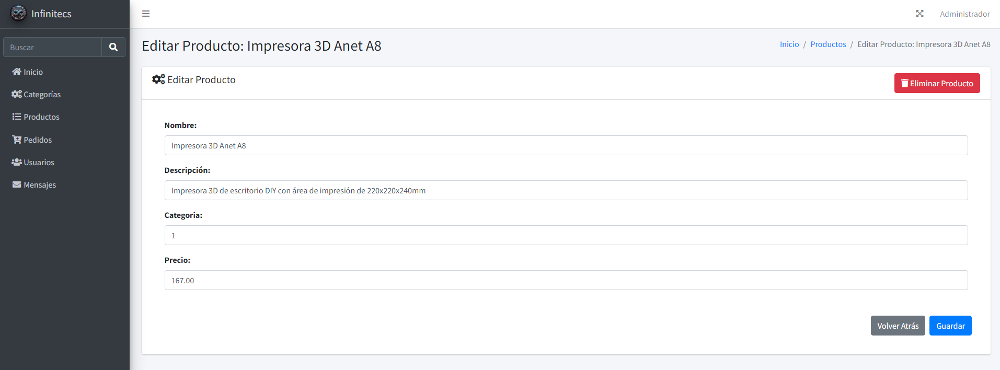 Infinitecs
Administrador
Buscar
Inicio
Categorías
Productos
Pedidos
Usuarios
Mensajes
Editar Producto: Impresora 3D Anet A8
Inicio / Productos / Editar Producto: Impresora 3D Anet A8
Editar Producto
Eliminar Producto
Nombre:
Impresora 3D Anet A8
Descripción:
Impresora 3D de escritorio DIY con área de impresión de 220x220x240mm
Categoria:
1
Precio:
167.00
Volver Atrás
Guardar